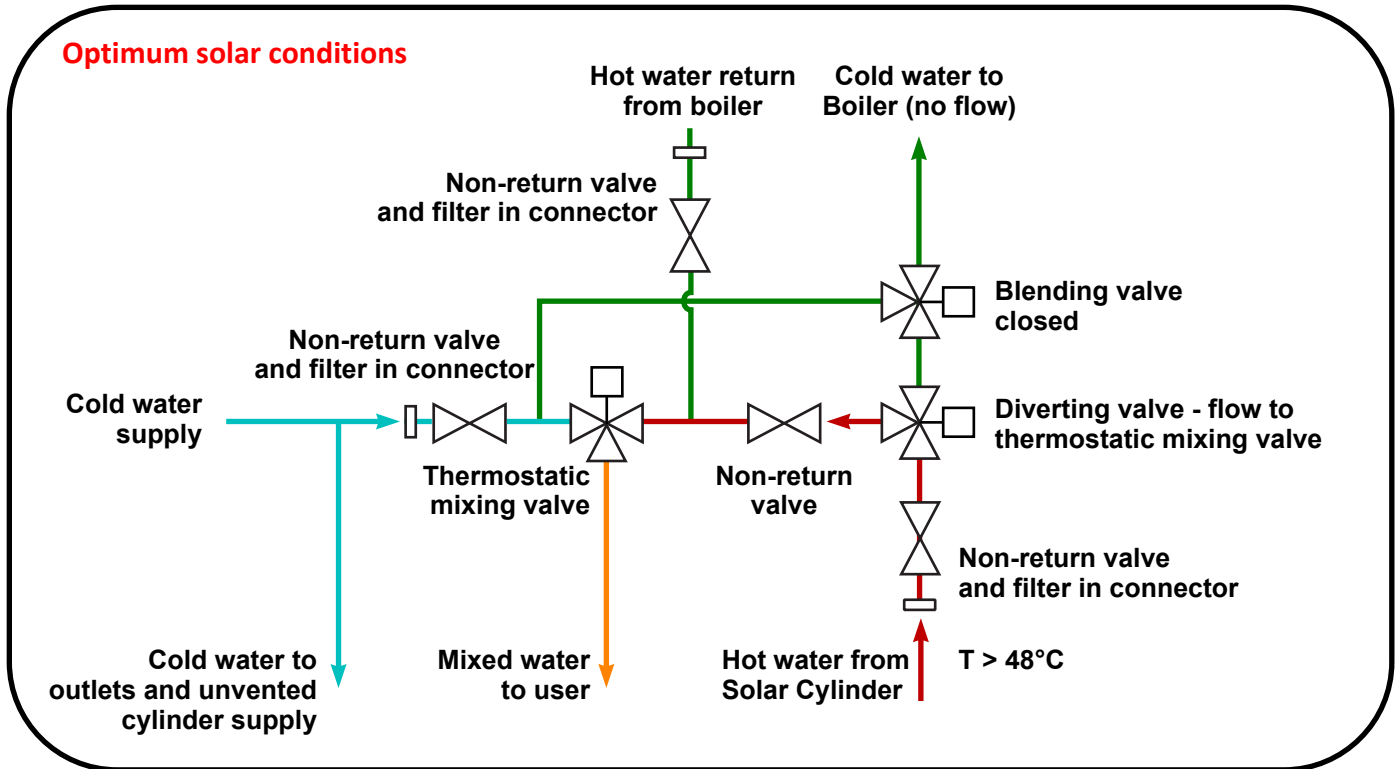 Optimum solar conditions
Hot water return
from boiler
Cold water to
Boiler (no flow)
Non-return valve
and filter in connector
Blending valve
closed
Non-return valve
and filter in connector
Cold water
supply
Diverting valve - flow to
thermostatic mixing valve
Thermostatic
mixing valve
Non-return
valve
Non-return valve
and filter in connector
Cold water to
outlets and unvented
cylinder supply
Mixed water
to user
Hot water from
Solar Cylinder
T > 48°C